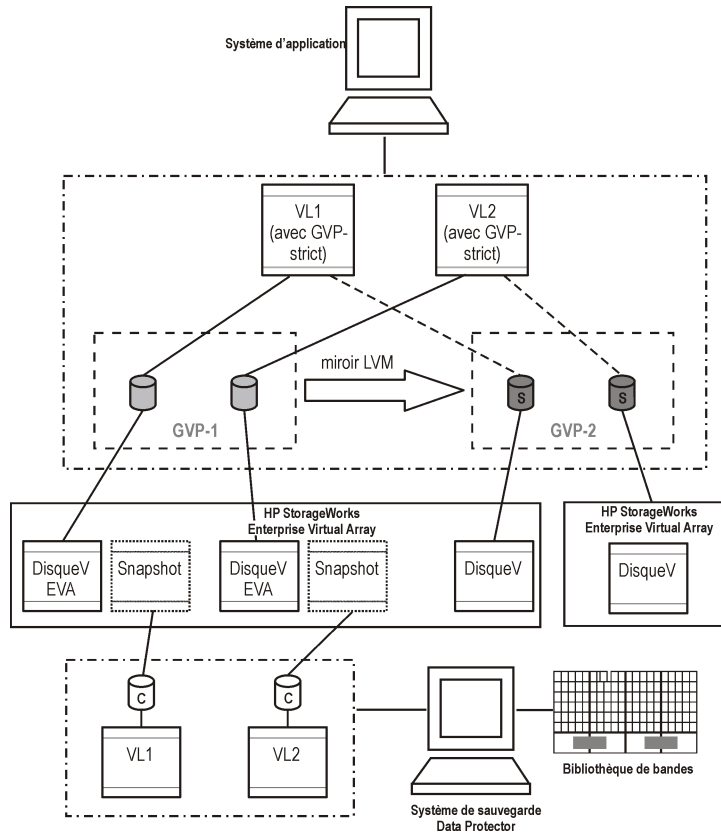 Système d'application
VL1
(avec GVP-
strict)
VL2
(avec GVP-
strict)
miroir LVM
S
S
GVP-1
GVP-2
HP StorageWorks
Enterprise Virtual Array
HP StorageWorks
Enterprise Virtual Array
DisqueV
EVA
Snapshot
DisqueV
EVA
Snapshot
DisqueV
DisqueV
C
C
VL1
VL2
Bibliothèque de bandes
Système de sauvegarde
Data Protector